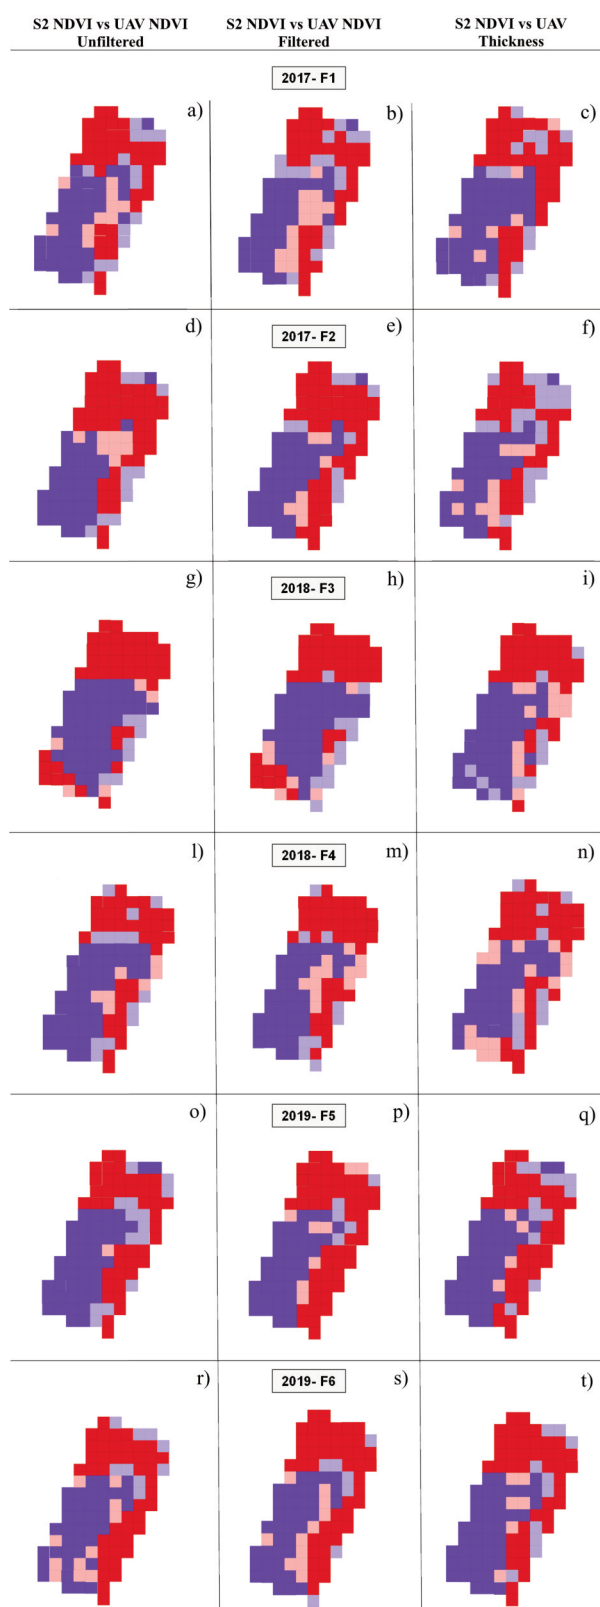 S2 NDVI vs UAV NDVI
Unfiltered
S2 NDVI vs UAV NDVI
Filtered
S2 NDVI vs UAV
Thickness
2017- F1
a)
b)
c)
2017- F2
d)
e)
f)
2018- F3
g)
h)
i)
2018- F4
l)
m)
n)
2019- F5
o)
p)
q)
2019- F6
r)
s)
t)